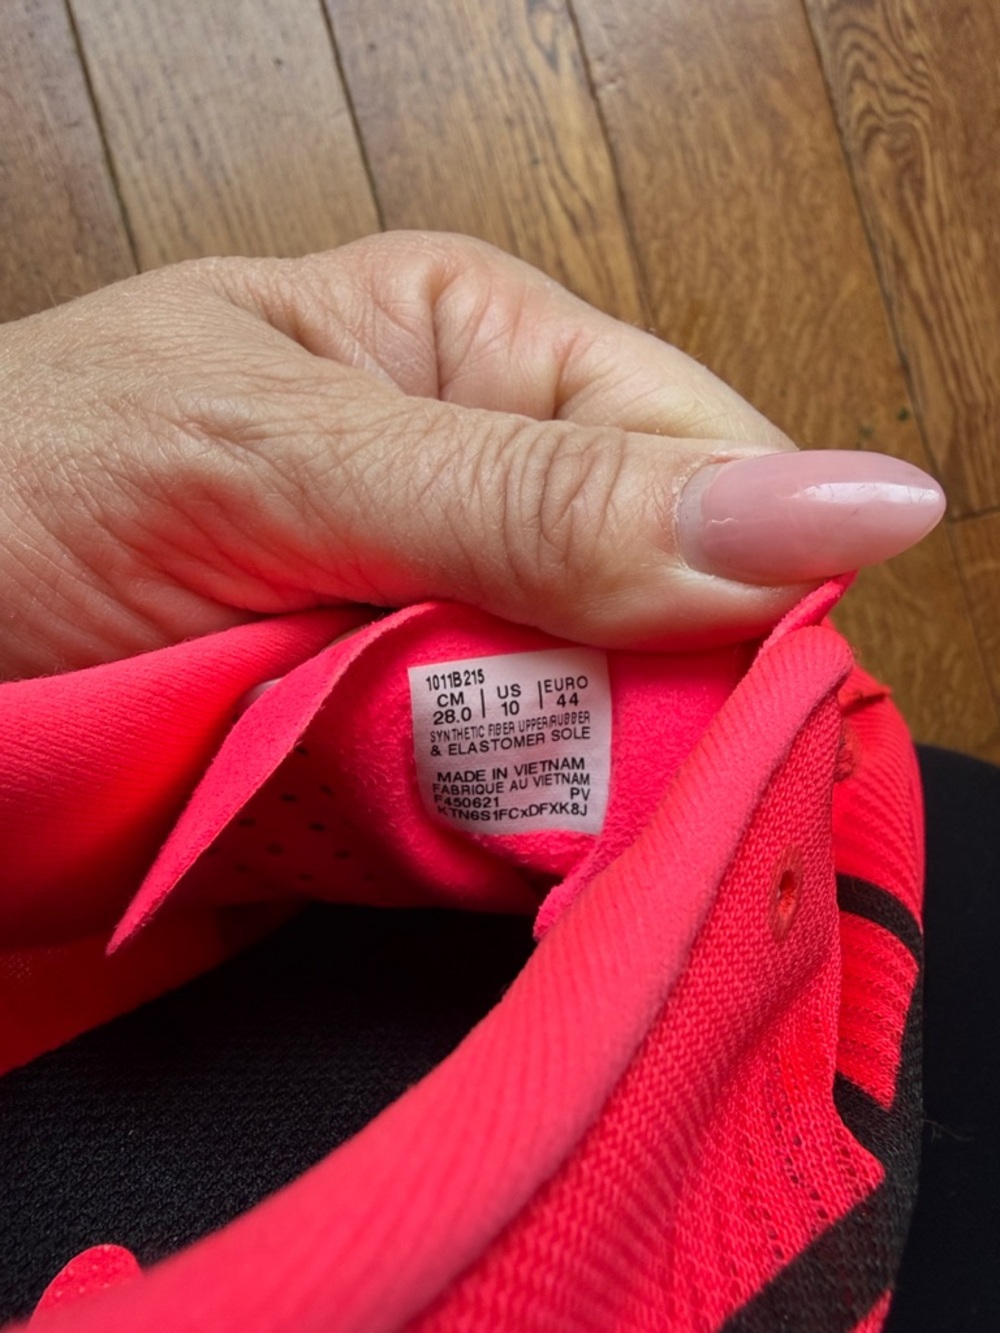 1011B215
CM | US | EURO
28.0 | 10 | 44
SYNTHETIC FIBER UPPER/RUBBER
& ELASTOMER SOLE
MADE IN VIETNAM
FABRIQUE AU VIETNAM
F450621 PV
KTN6S1FCxDFXK8J